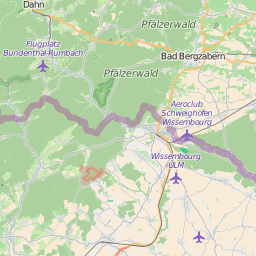 Dahn
Pfälzerwald
Flugplatz
Bundenthal-Rumbach
Bad Bergzabern
Pfälzerwald
Aeroclub
Schweighofen
Wissembourg
Wissembourg
ULM